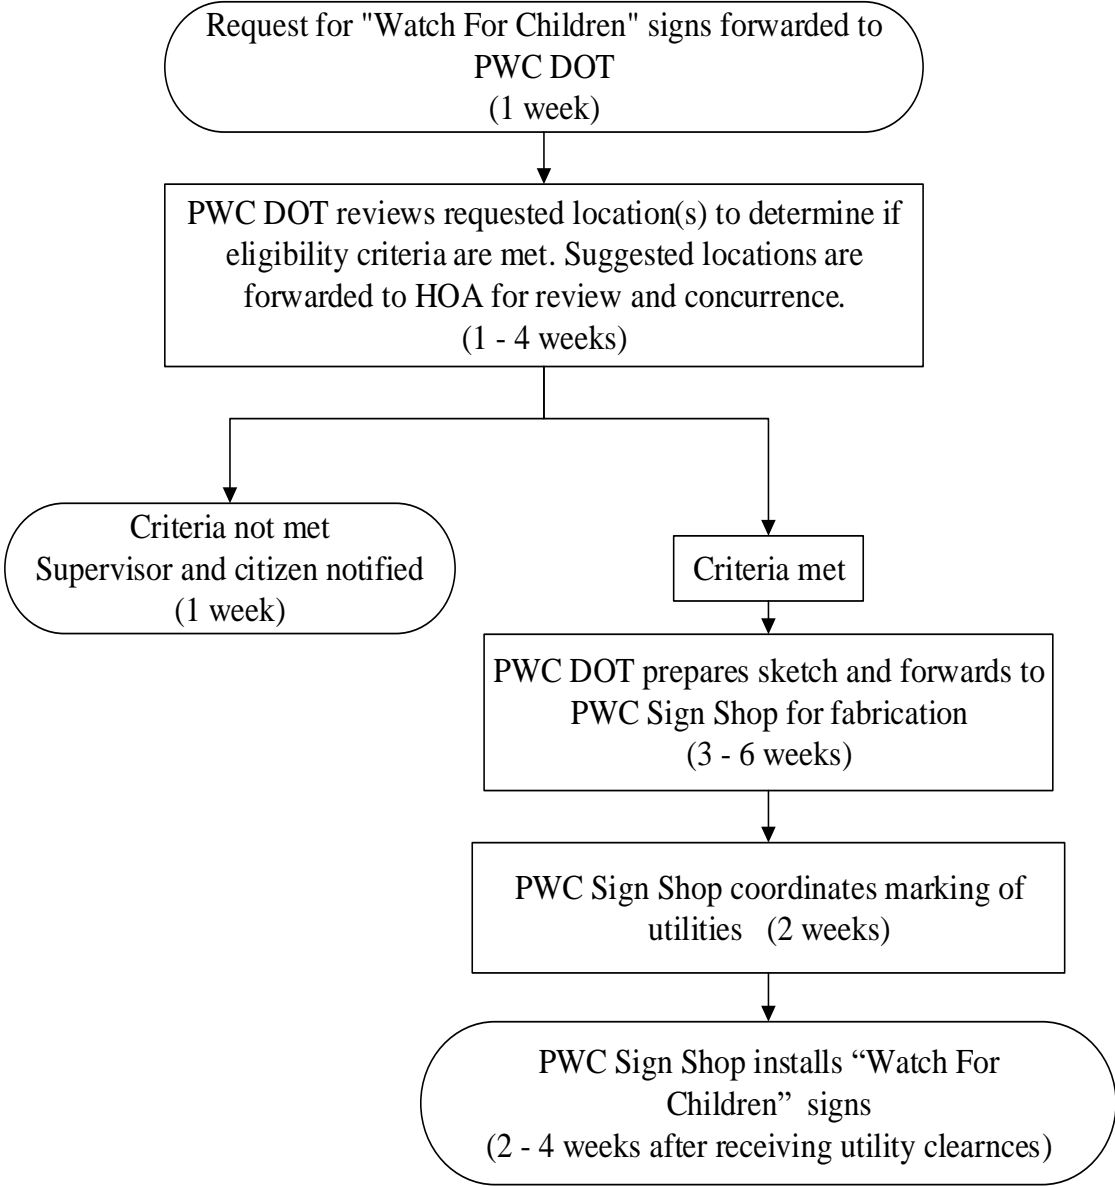 Request for "Watch For Children" signs forwarded to
PWC DOT
(1 week)
PWC DOT reviews requested location(s) to determine if
eligibility criteria are met. Suggested locations are
forwarded to HOA for review and concurrence.
(1 - 4 weeks)
Criteria not met
Supervisor and citizen notified
(1 week)
Criteria met
PWC DOT prepares sketch and forwards to
PWC Sign Shop for fabrication
(3 - 6 weeks)
PWC Sign Shop coordinates marking of
utilities (2 weeks)
PWC Sign Shop installs “Watch For
Children” signs
(2 - 4 weeks after receiving utility clearnces)